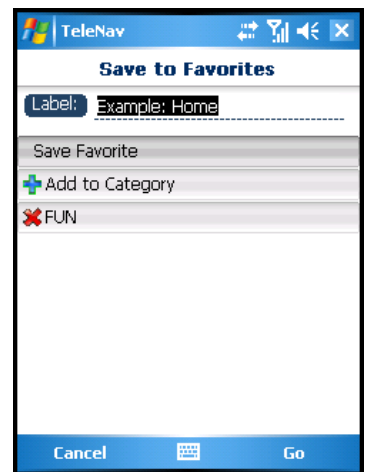 TeleNav
Save to Favorites
Label: Example: Home
Save Favorite
Add to Category
FUN
Cancel Go